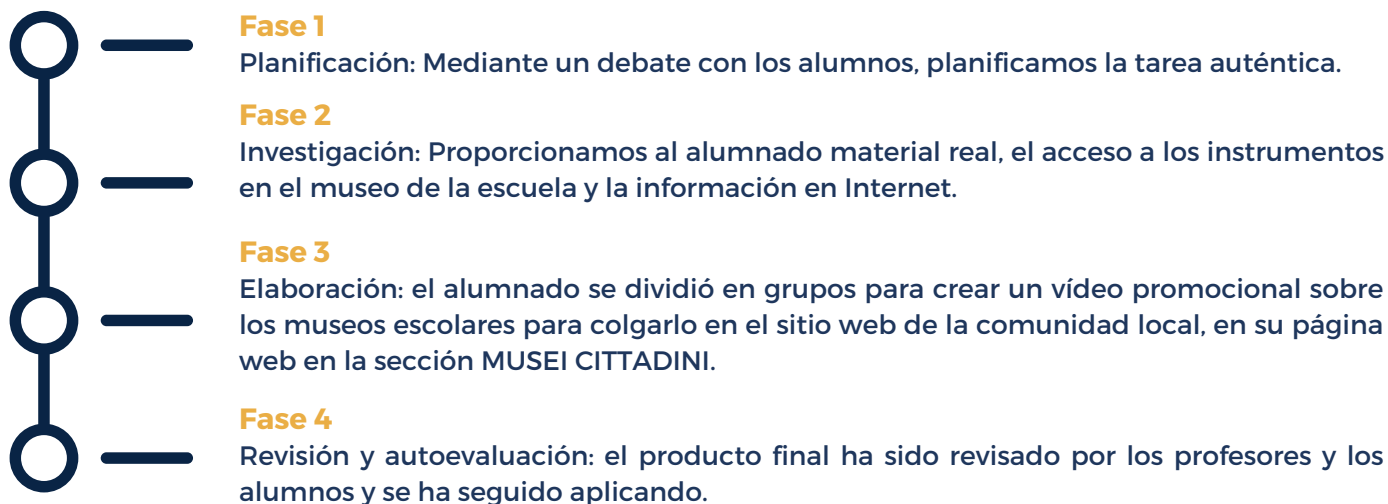 Fase 1
Planificación: Mediante un debate con los alumnos, planificamos la tarea auténtica.
Fase 2
Investigación: Proporcionamos al alumnado material real, el acceso a los instrumentos
en el museo de la escuela y la información en Internet.
Fase 3
Elaboración: el alumnado se dividió en grupos para crear un vídeo promocional sobre
los museos escolares para colgarlo en el sitio web de la comunidad local, en su página
web en la sección MUSEI CITTADINI.
Fase 4
Revisión y autoevaluación: el producto final ha sido revisado por los profesores y los
alumnos y se ha seguido aplicando.